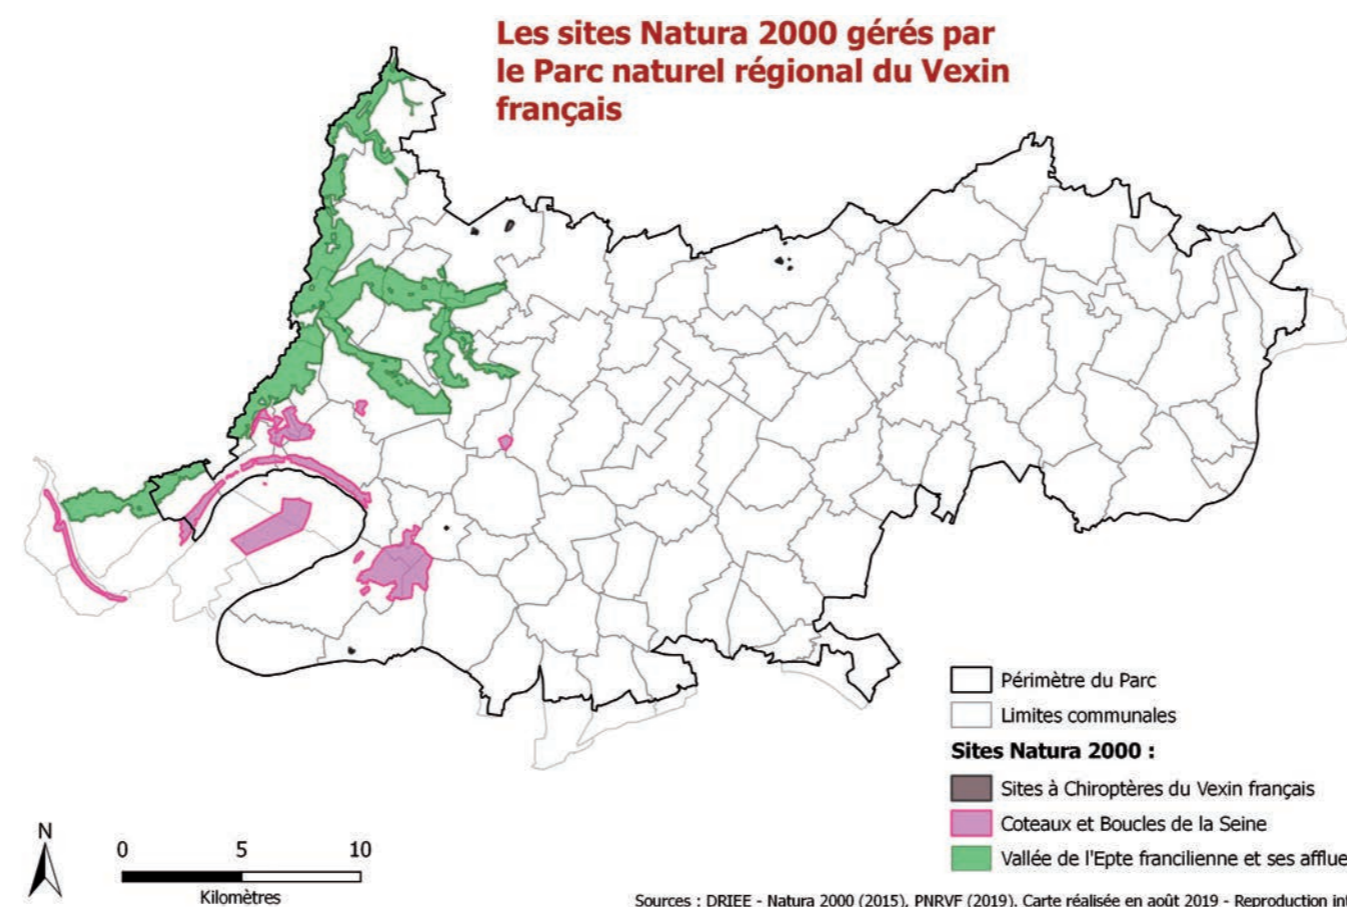 Les sites Natura 2000 gérés par
le Parc naturel régional du Vexin
français
Périmètre du Parc
Limites communales
Sites Natura 2000 :
Sites à Chiroptères du Vexin français
Coteaux et Boucles de la Seine
Vallée de l'Epte francilienne et ses afflue
N
0 5 10
Kilomètres
Sources : DRIEE - Natura 2000 (2015), PNRVF (2019). Carte réalisée en août 2019 - Reproduction int